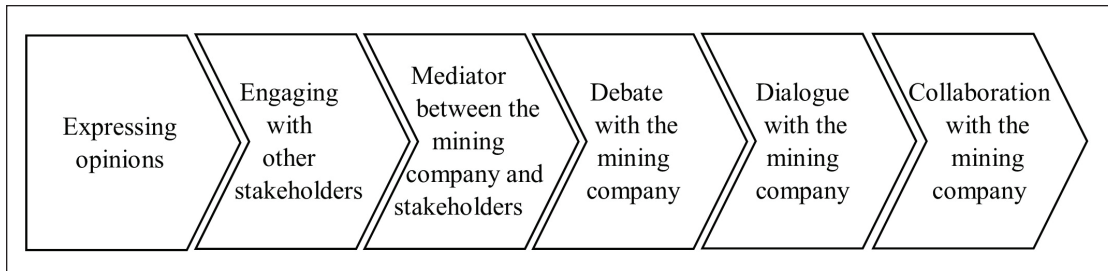 Expressing
opinions
Engaging
with
other
stakeholders
Mediator
between the
mining
company and
stakeholders
Debate
with the
mining
company
Dialogue
with the
mining
company
Collaboration
with the
mining
company